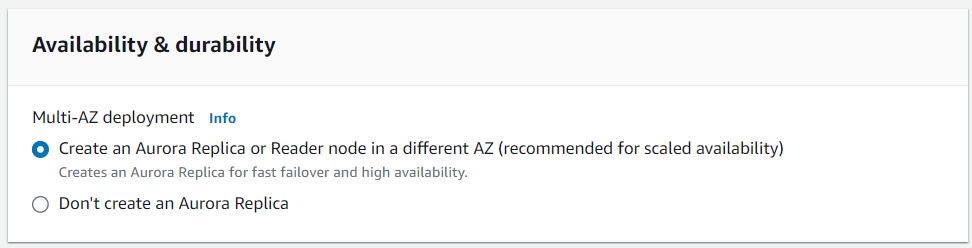 Availability & durability
Multi-AZ deployment Info
Create an Aurora Replica or Reader node in a different AZ (recommended for scaled availability)
Creates an Aurora Replica for fast failover and high availability.
Don't create an Aurora Replica